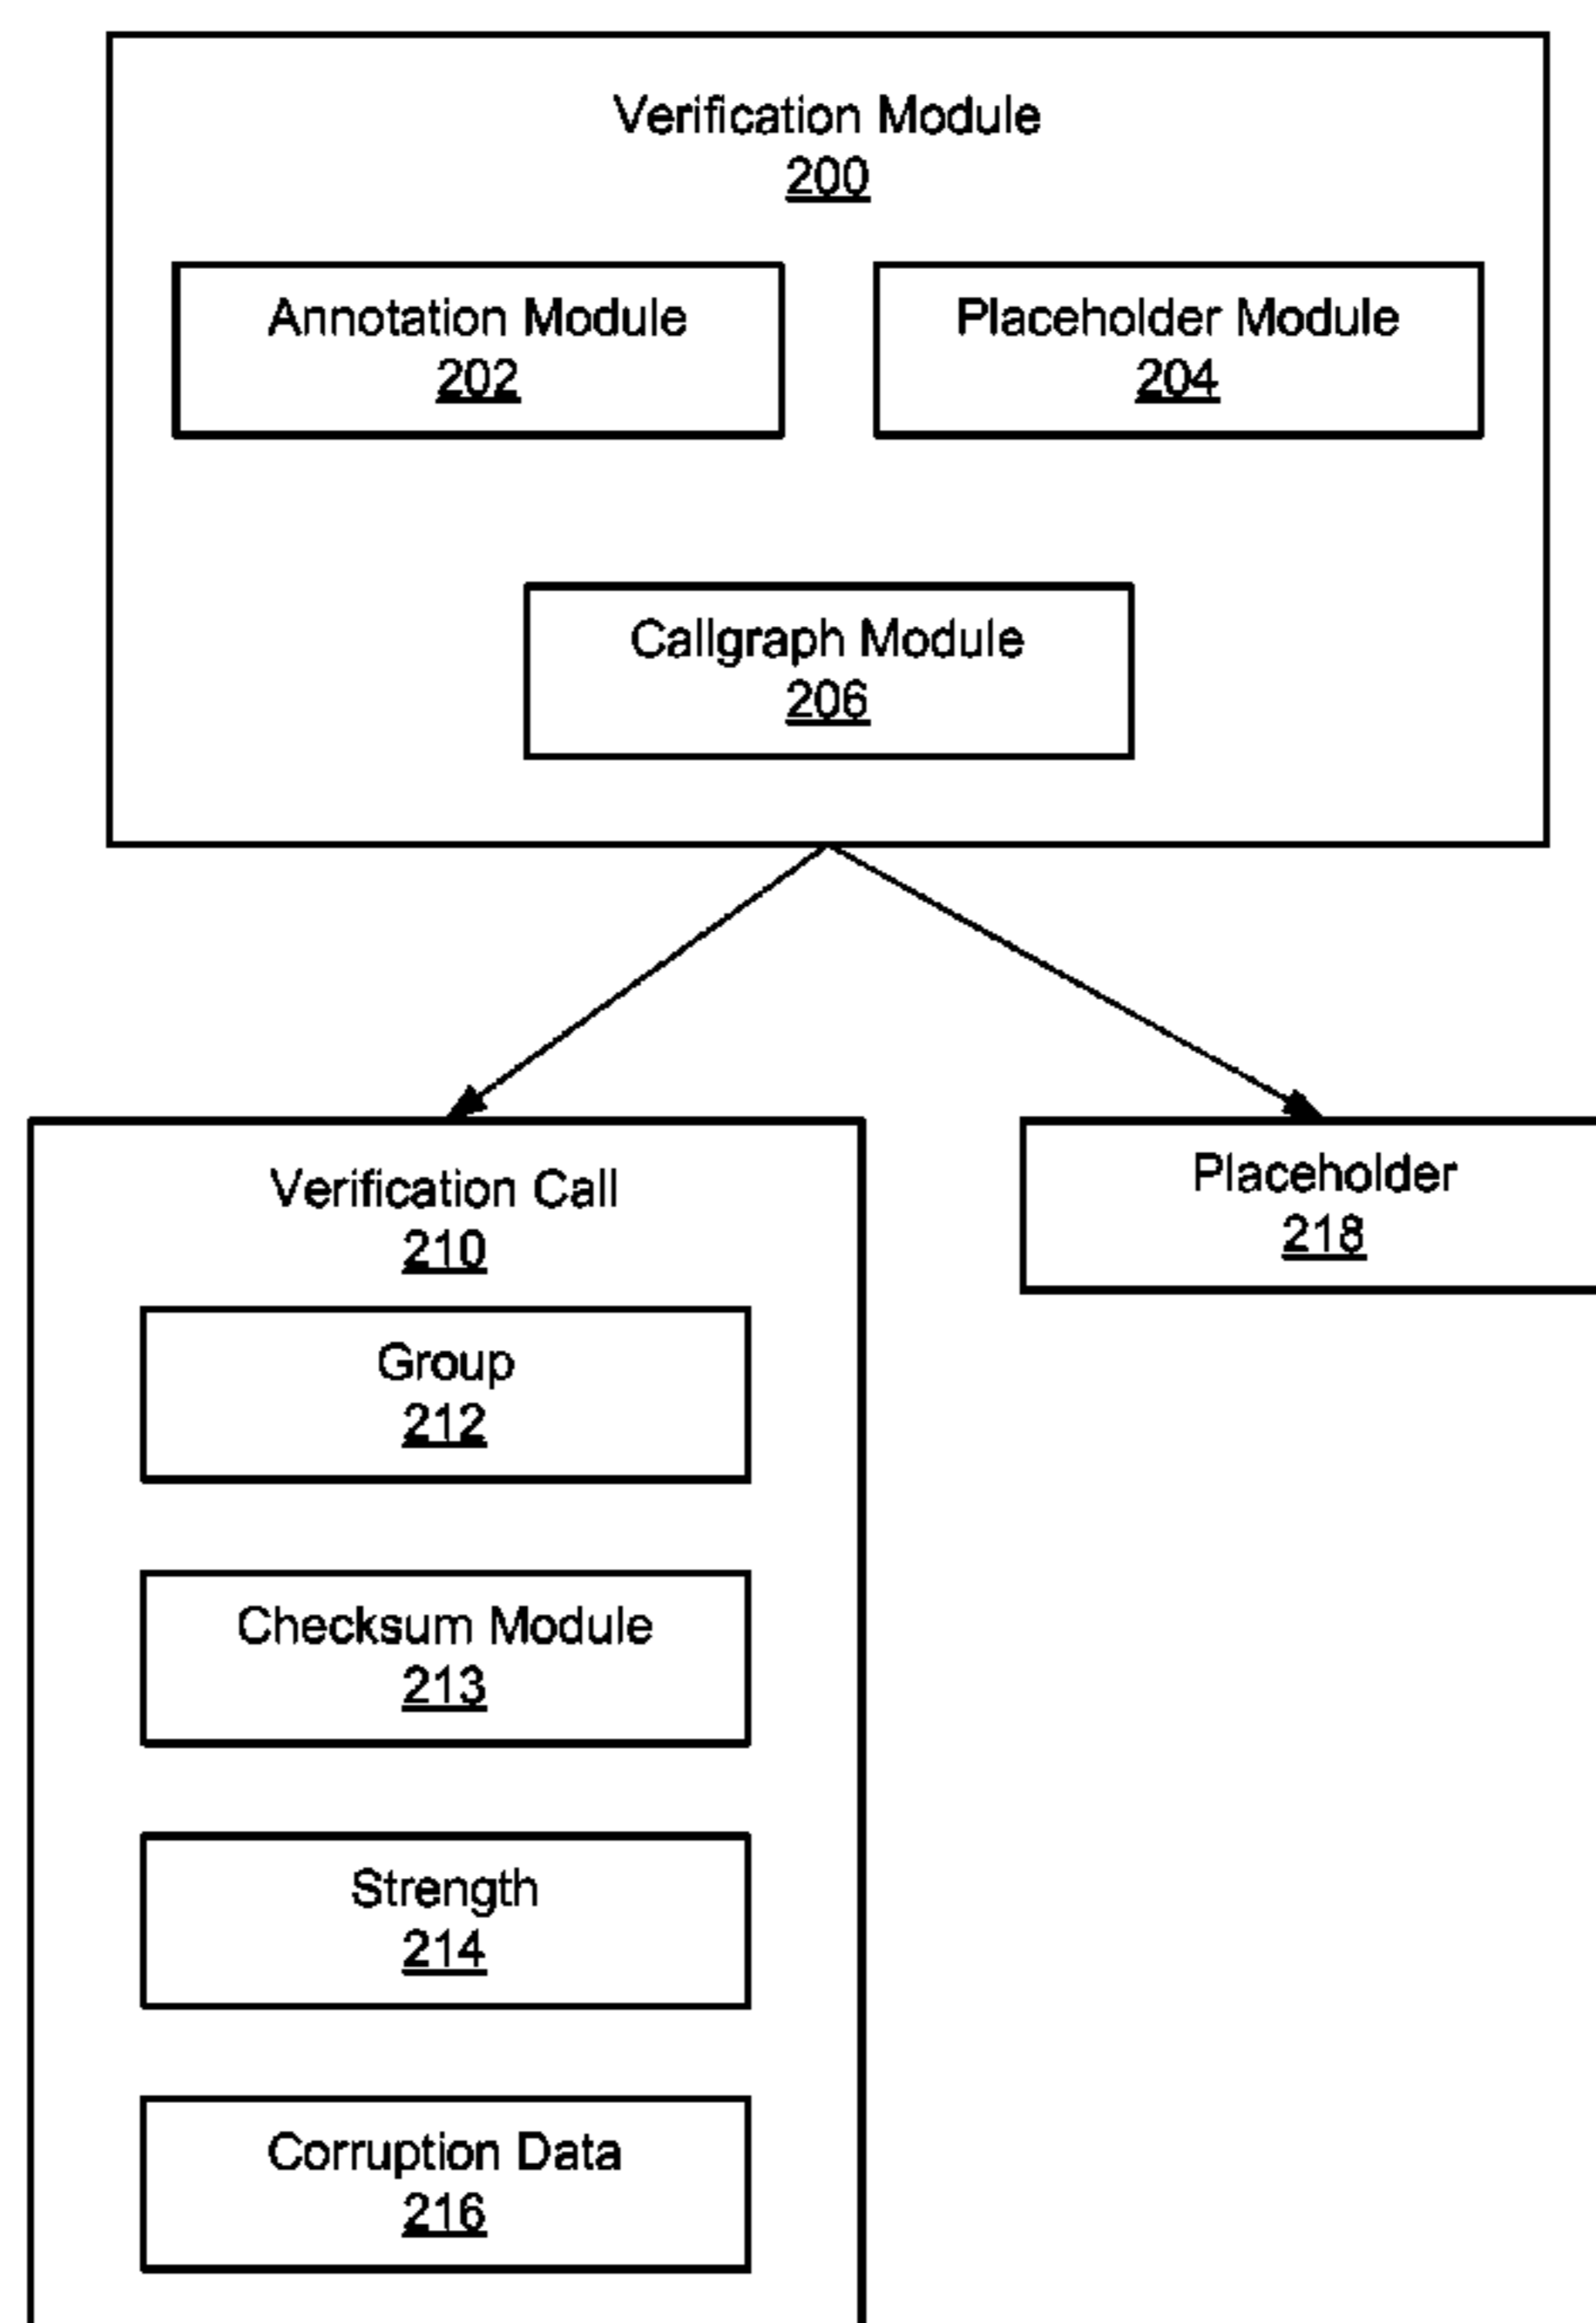 Verification Module
200
Annotation Module
202
Placeholder Module
204
Callgraph Module
206
Verification Call
210
Placeholder
218
Group
212
Checksum Module
213
Strength
214
Corruption Data
216